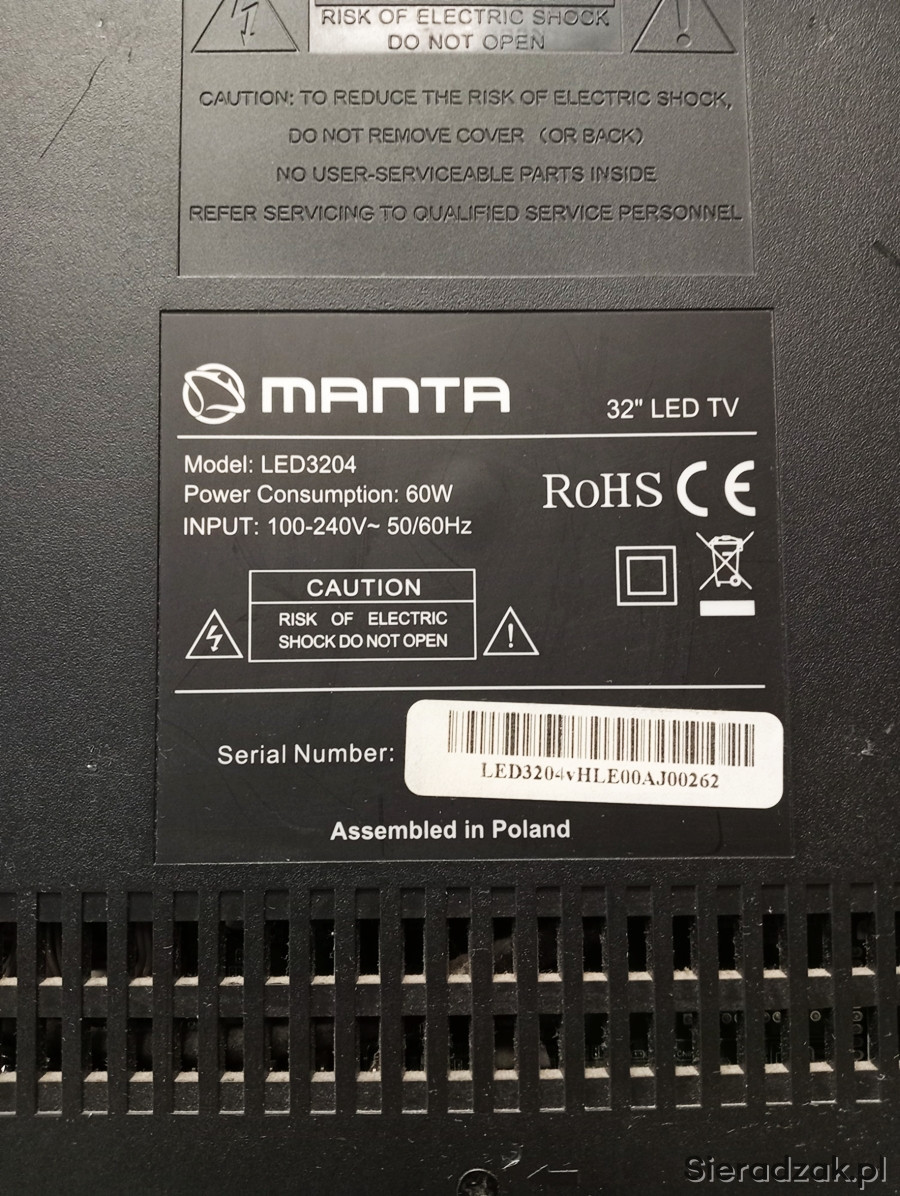 RISK OF ELECTRIC SHOCK
DO NOT OPEN
CAUTION: TO REDUCE THE RISK OF ELECTRIC SHOCK,
DO NOT REMOVE COVER (OR BACK)
NO USER-SERVICEABLE PARTS INSIDE
REFER SERVICING TO QUALIFIED SERVICE PERSONNEL
MANTA
32" LED TV
Model: LED3204
Power Consumption: 60W
INPUT: 100-240V~ 50/60Hz
RoHS CE
CAUTION
RISK OF ELECTRIC
SHOCK DO NOT OPEN
Serial Number:
LED3204vHLE00AJ00262
Assembled in Poland
Sieradzak.pl